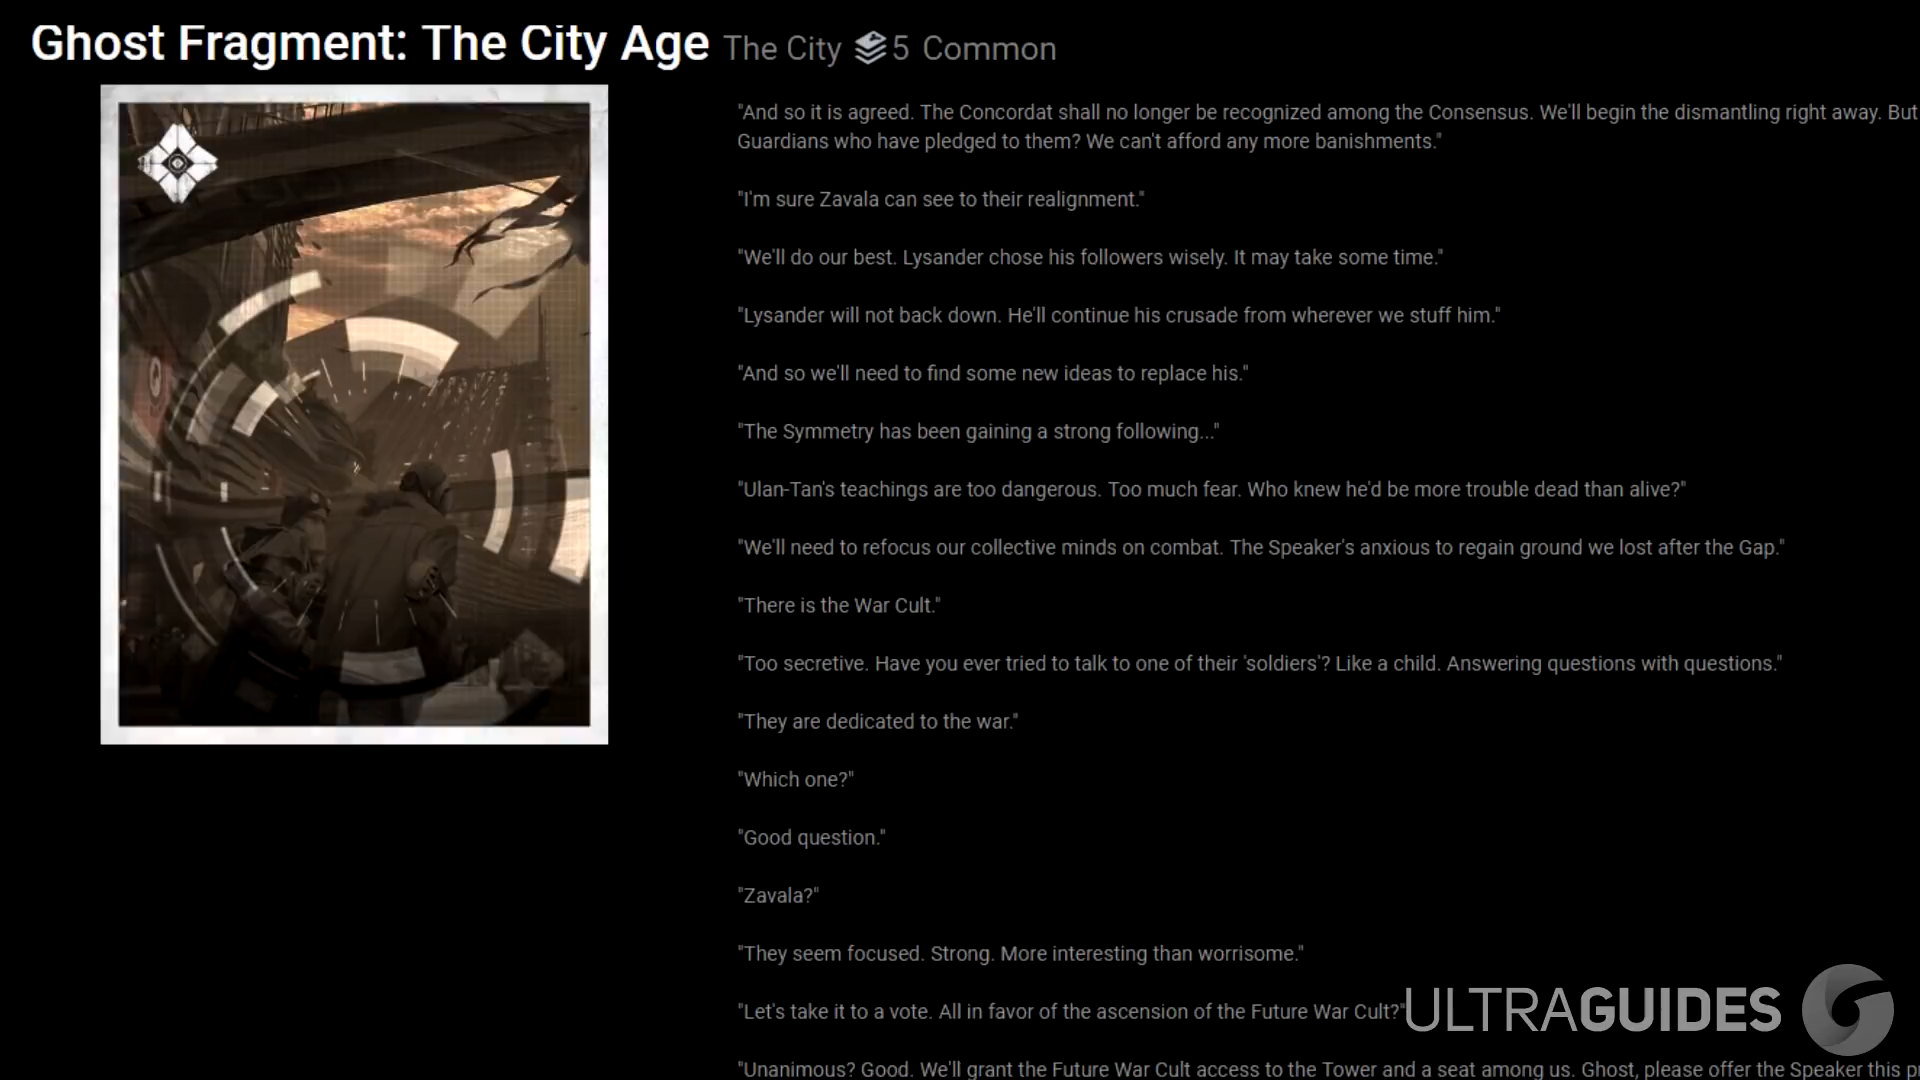 Ghost Fragment: The City Age The City 5 Common
"And so it is agreed. The Concordat shall no longer be recognized among the Consensus. We'll begin the dismantling right away. But
Guardians who have pledged to them? We can't afford any more banishments."
"I'm sure Zavala can see to their realignment."
"We'll do our best. Lysander chose his followers wisely. It may take some time."
"Lysander will not back down. He'll continue his crusade from wherever we stuff him."
"And so we'll need to find some new ideas to replace his."
"The Symmetry has been gaining a strong following..."
"Ulan-Tan's teachings are too dangerous. Too much fear. Who knew he'd be more trouble dead than alive?"
"We'll need to refocus our collective minds on combat. The Speaker's anxious to regain ground we lost after the Gap."
"There is the War Cult."
"Too secretive. Have you ever tried to talk to one of their 'soldiers'? Like a child. Answering questions with questions."
"They are dedicated to the war."
"Which one?"
"Good question."
"Zavala?"
"They seem focused. Strong. More interesting than worrisome."
"Let's take it to a vote. All in favor of the ascension of the Future War Cult?"
ULTRAGUIDES
"Unanimous? Good. We'll grant the Future War Cult access to the Tower and a seat among us. Ghost, please offer the Speaker this